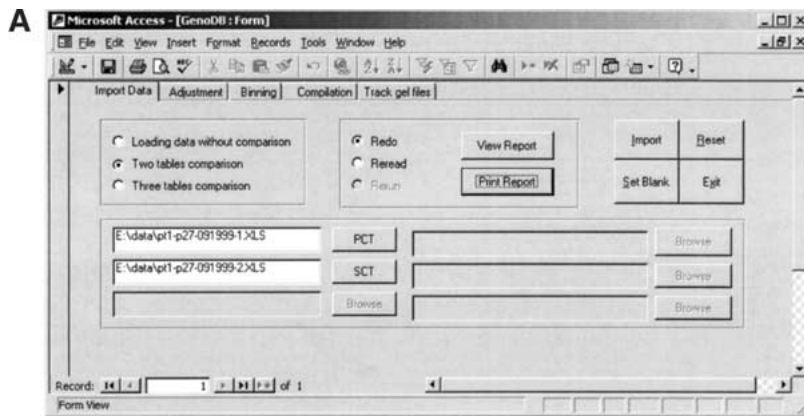 A
Microsoft Access - [GenoDB : Form]
File Edit View Insert Format Records Tools Window Help
Import Data Adjustment Binning Compilation Track gel files
Loading data without comparison
Two tables comparison
Three tables comparison
Redo
Reread
Rerun
View Report
Print Report
Import Reset
Set Blank Exit
E:\data\pt1-p27-091999-1.XLS PCT Browse
E:\data\pt1-p27-091999-2.XLS SCT Browse
Browse Browse
Record: 1 of 1
Form View